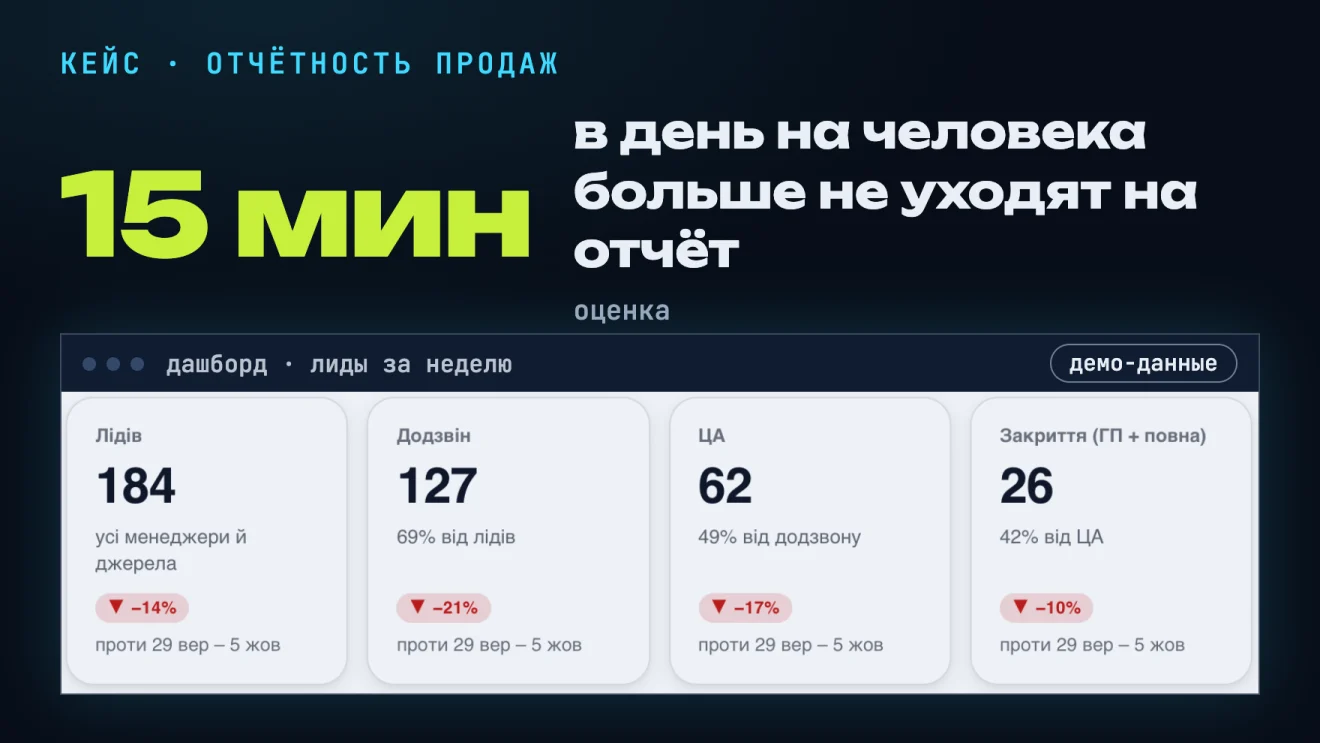 КЕЙС · ОТЧЁТНОСТЬ ПРОДАЖ
15 мин
в день на человека
больше не уходят на
отчёт
оценка
дашборд · лиды за неделю
демо-данные
Лідів
184
усі менеджери й
джерела
▼ −14%
проти 29 вер – 5 жов
Додзвін
127
69% від лідів
▼ −21%
проти 29 вер – 5 жов
ЦА
62
49% від додзвону
▼ −17%
проти 29 вер – 5 жов
Закриття (ГП + повна)
26
42% від ЦА
▼ −10%
проти 29 вер – 5 жов